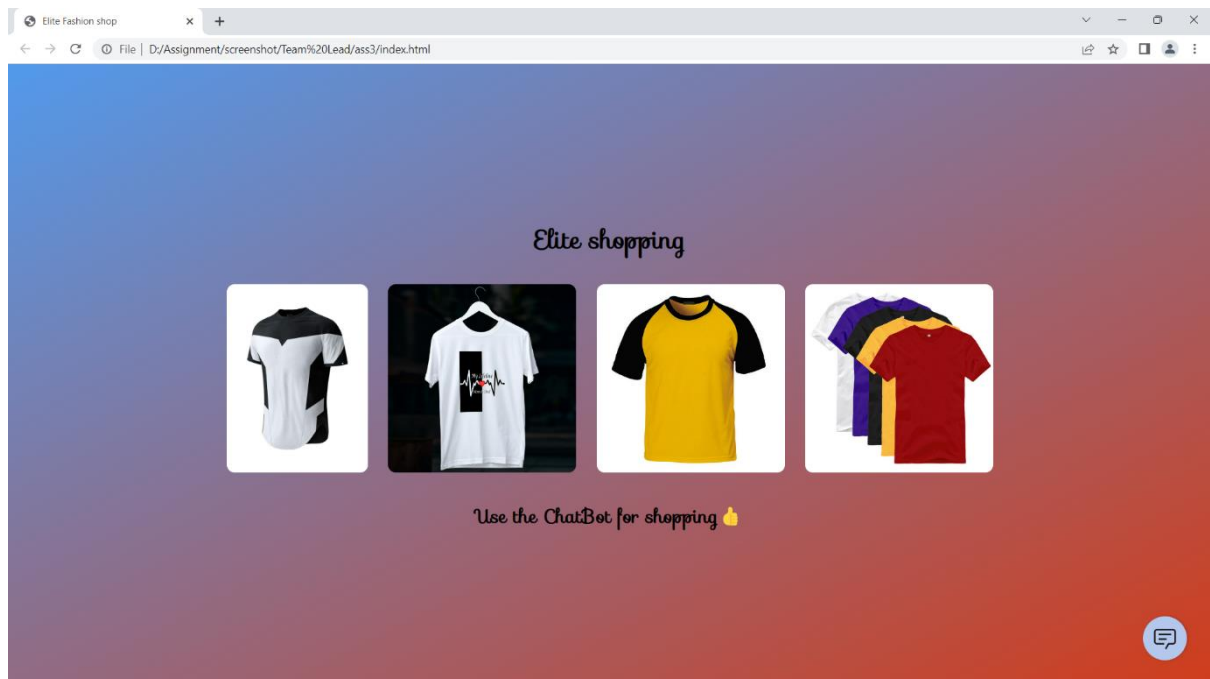 Elite Fashion shop
File | D:/Assignment/screenshot/Team%20Lead/ass3/index.html
Elite shopping
Use the ChatBot for shopping 👍